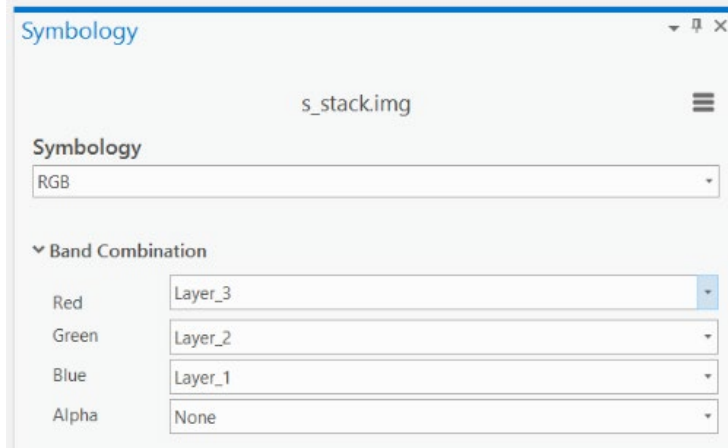 Symbology
s_stack.img
Symbology
RGB
Band Combination
Red Layer_3
Green Layer_2
Blue Layer_1
Alpha None